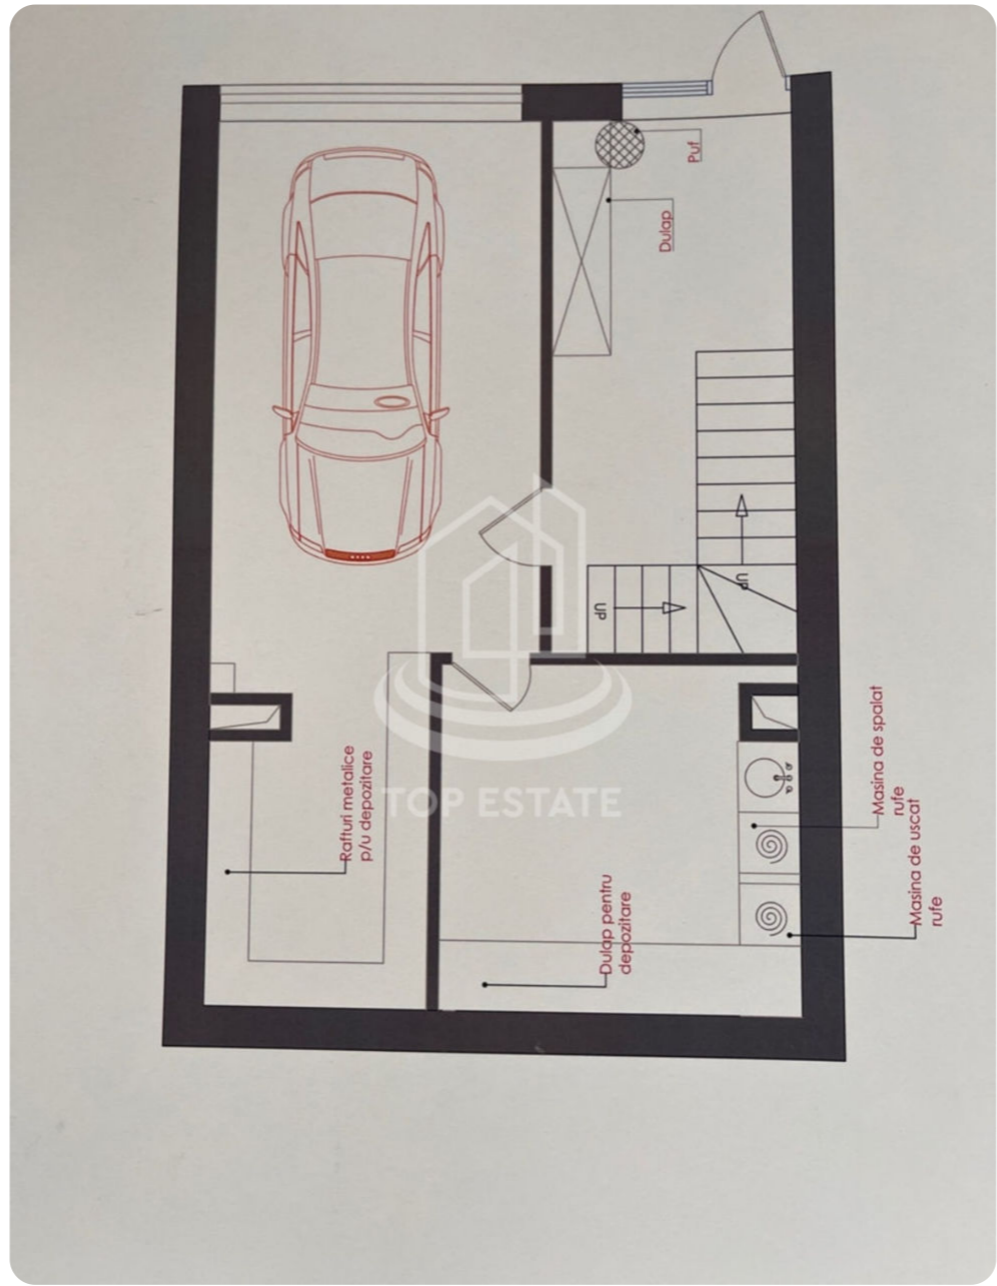 Puf
Dulap
UP
UP
Rafturi metalice
p/u depozitare
TOP ESTATE
Masina de spalat
rufe
Masina de uscat
rufe
Dulap pentru
depozitare